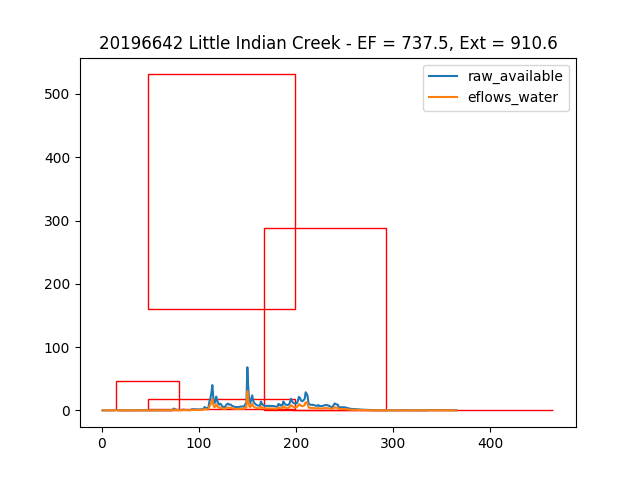 20196642 Little Indian Creek - EF = 737.5, Ext = 910.6
raw_available
eflows_water
500
400
300
200
100
0
0 100 200 300 400